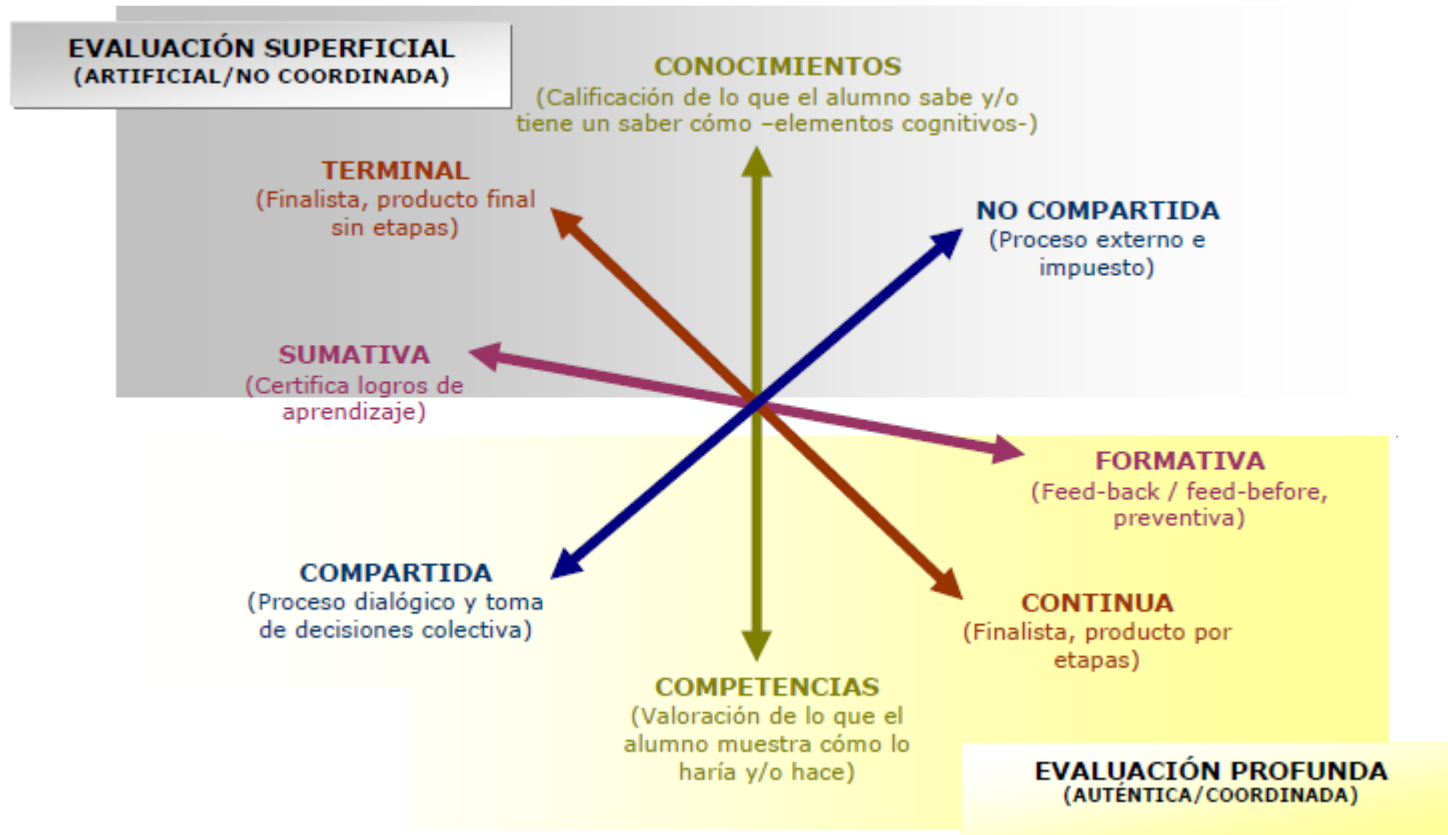 EVALUACIÓN SUPERFICIAL
(ARTIFICIAL/NO COORDINADA)
CONOCIMIENTOS
(Calificación de lo que el alumno sabe y/o
tiene un saber cómo –elementos cognitivos-)
TERMINAL
(Finalista, producto final
sin etapas)
NO COMPARTIDA
(Proceso externo e
impuesto)
SUMATIVA
(Certifica logros de
aprendizaje)
FORMATIVA
(Feed-back / feed-before,
preventiva)
COMPARTIDA
(Proceso dialógico y toma
de decisiones colectiva)
CONTINUA
(Finalista, producto por
etapas)
COMPETENCIAS
(Valoración de lo que el
alumno muestra cómo lo
haría y/o hace)
EVALUACIÓN PROFUNDA
(AUTÉNTICA/COORDINADA)